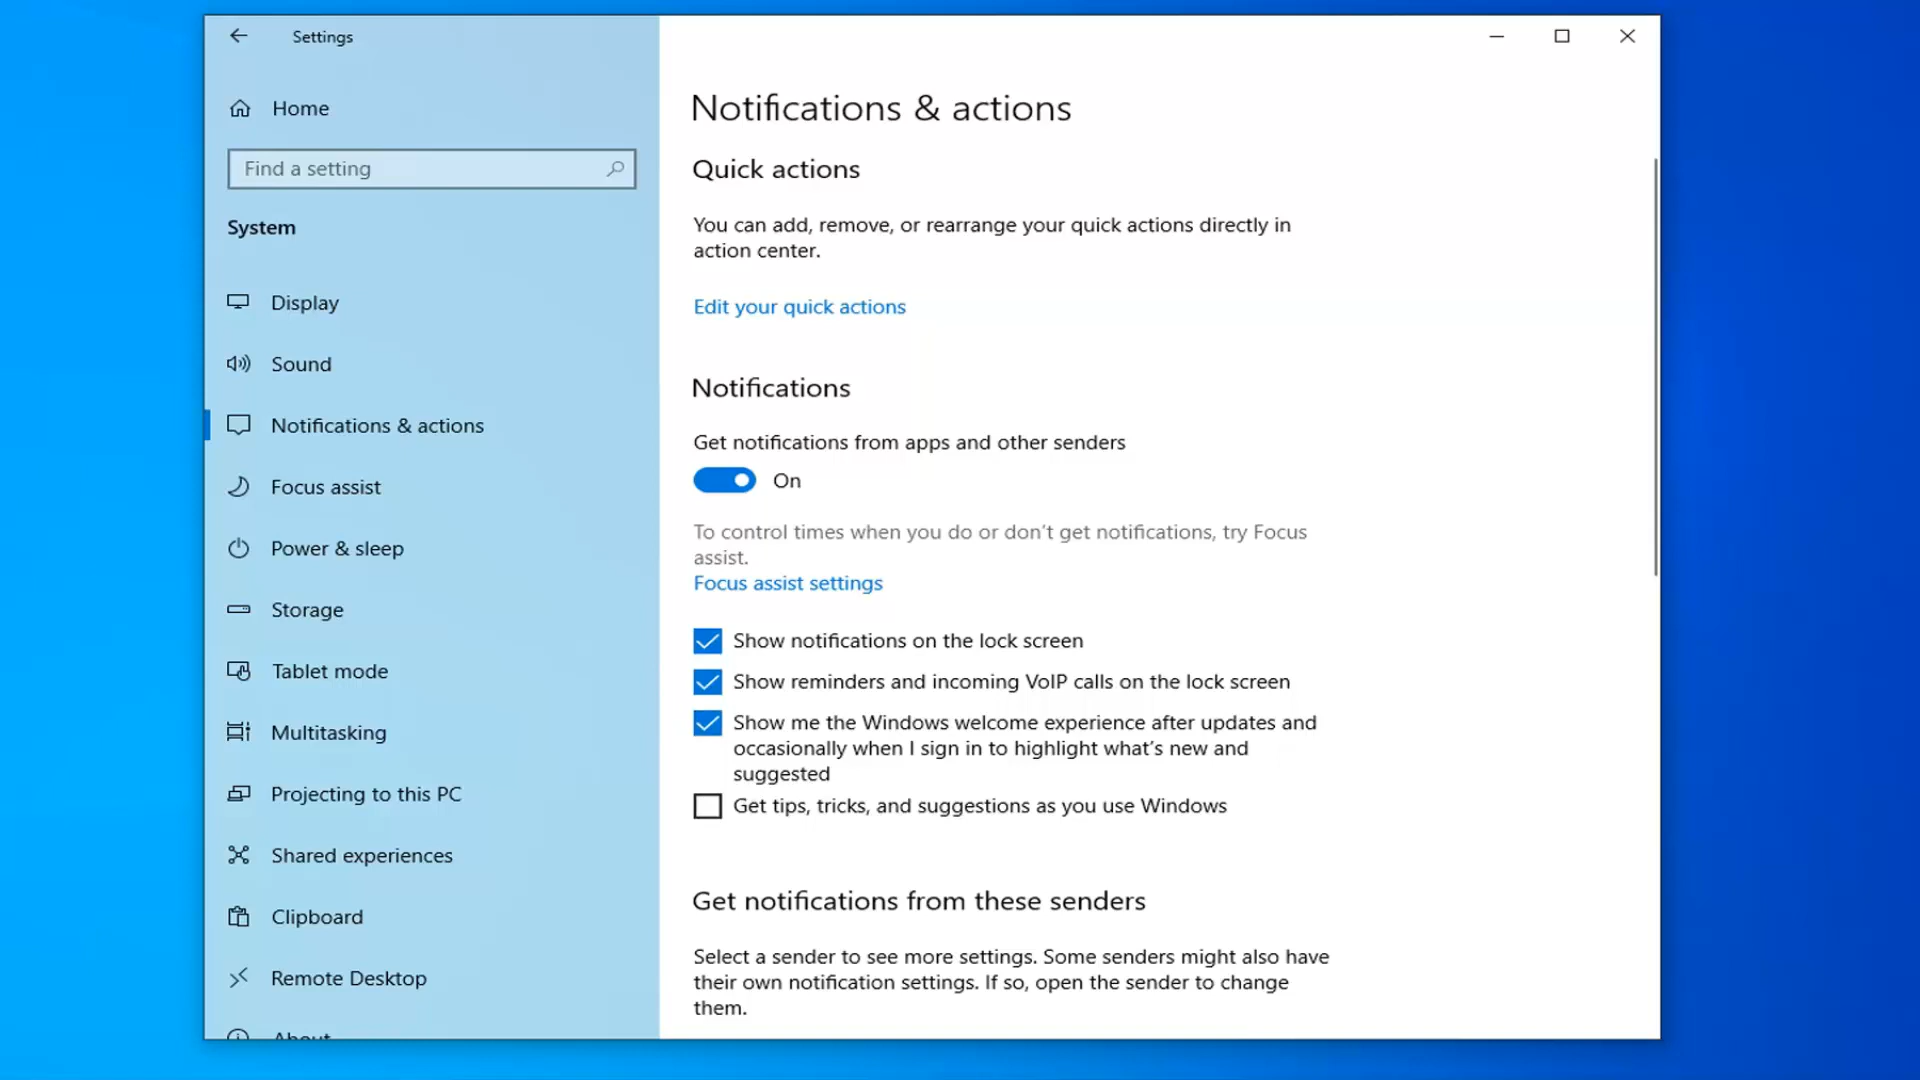 Settings
Home
Find a setting
System
Display
Sound
Notifications & actions
Focus assist
Power & sleep
Storage
Tablet mode
Multitasking
Projecting to this PC
Shared experiences
Clipboard
Remote Desktop
About
Notifications & actions
Quick actions
You can add, remove, or rearrange your quick actions directly in
action center.
Edit your quick actions
Notifications
Get notifications from apps and other senders
On
To control times when you do or don't get notifications, try Focus
assist.
Focus assist settings
Show notifications on the lock screen
Show reminders and incoming VoIP calls on the lock screen
Show me the Windows welcome experience after updates and
occasionally when I sign in to highlight what's new and
suggested
Get tips, tricks, and suggestions as you use Windows
Get notifications from these senders
Select a sender to see more settings. Some senders might also have
their own notification settings. If so, open the sender to change
them.